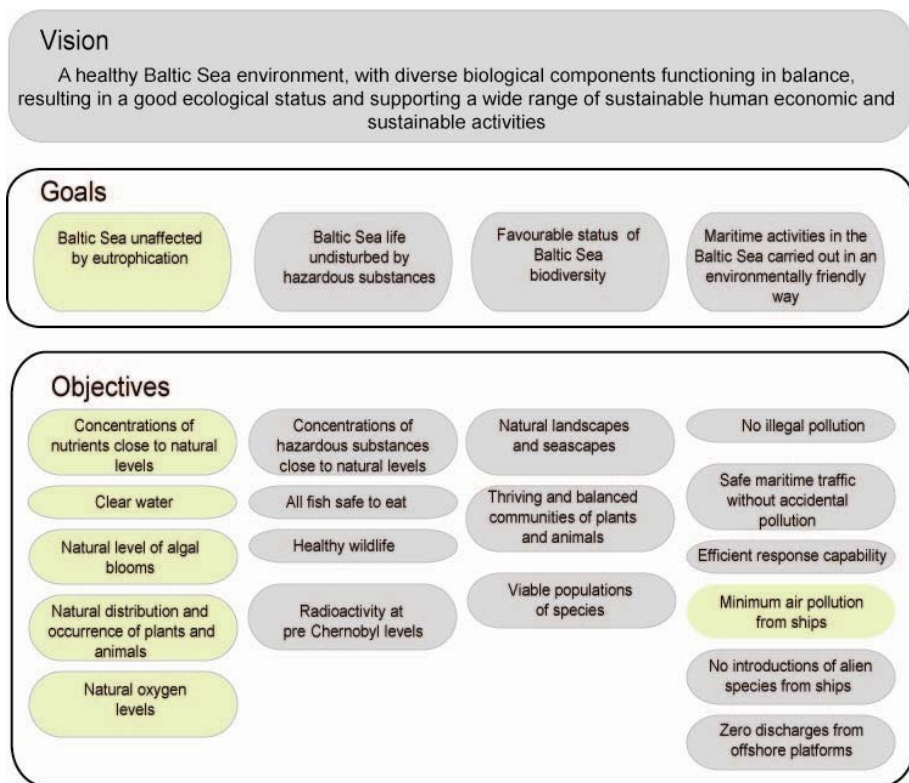 Vision
A healthy Baltic Sea environment, with diverse biological components functioning in balance,
resulting in a good ecological status and supporting a wide range of sustainable human economic and
sustainable activities
Goals
Baltic Sea unaffected
by eutrophication
Baltic Sea life
undisturbed by
hazardous substances
Favourable status of
Baltic Sea
biodiversity
Maritime activities in the
Baltic Sea carried out in an
environmentally friendly
way
Objectives
Concentrations of
nutrients close to natural
levels
Clear water
Natural level of algal
blooms
Natural distribution and
occurrence of plants and
animals
Natural oxygen
levels
Concentrations of
hazardous substances
close to natural levels
All fish safe to eat
Healthy wildlife
Radioactivity at
pre Chernobyl levels
Natural landscapes
and seascapes
Thriving and balanced
communities of plants
and animals
Viable populations
of species
No illegal pollution
Safe maritime traffic
without accidental
pollution
Efficient response capability
Minimum air pollution
from ships
No introductions of alien
species from ships
Zero discharges from
offshore platforms